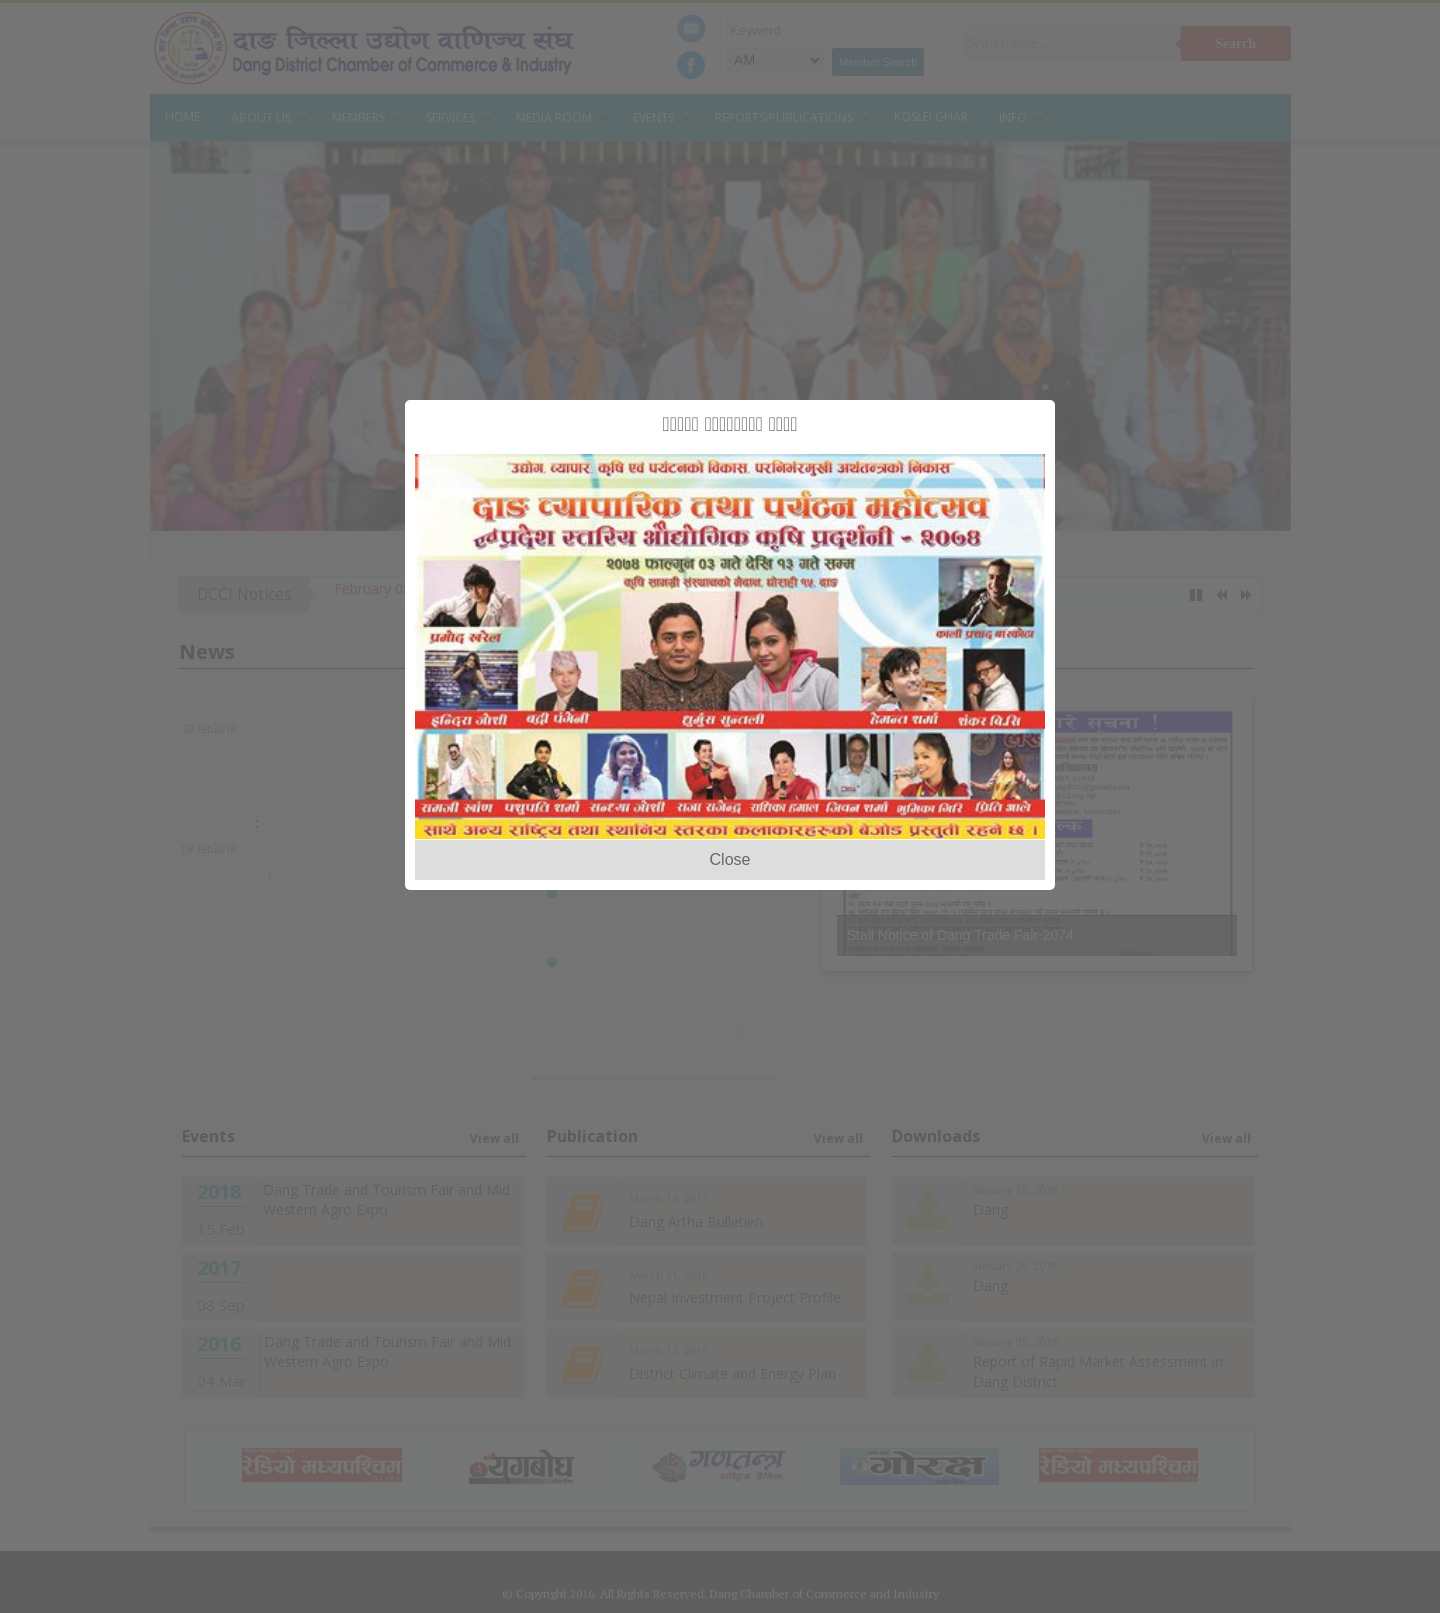 दाङ जिल्ला उद्योग वाणिज्य संघ
Dang District Chamber of Commerce & Industry
Keyword
AM
Member Search
Search here...
Search
HOME
ABOUT US
MEMBERS
SERVICES
MEDIA ROOM
EVENTS
REPORTS/PUBLICATIONS
KOSLEI GHAR
INFO
"उद्योग, व्यापार, कृषि एवं पर्यटनको विकास, परनिर्भरमुखी अर्थतन्त्रको निकास"
दाङ व्यापारिक तथा पर्यटन महोत्सव
एवं प्रदेश स्तरिय औद्योगिक कृषि प्रदर्शनी - २०७४
२०७४ फाल्गुन ०३ गते देखि १३ गते सम्म
कृषि सामग्री संस्थानको मैदान, घोराही १५, दाङ
प्रमोद खरेल
काली प्रशाद बास्कोटा
इन्दिरा जोशी
बद्री पंगेनी
धुर्मुस सुन्तली
हेमन्त शर्मा
शंकर बि.सि
रामजी खाँण
पशुपति शर्मा
सन्ध्या जोशी
राजा राजेन्द्र
राधिका हमाल
जिवन शर्मा
भुमिका गिरि
प्रिति आले
साथै अन्य राष्ट्रिय तथा स्थानिय स्तरका कलाकारहरुको बेजोड प्रस्तुती रहने छ ।
Close
DCCI Notices
February 0
News
10 Feb2018
08 Feb2018
Stall Notice of Dang Trade Fair-2074
Events
View all
Publication
View all
Downloads
View all
2018
15 Feb
Dang Trade and Tourism Fair and Mid
Western Agro Expo
2017
08 Sep
2016
04 Mar
Dang Trade and Tourism Fair and Mid
Western Agro Expo
March 16, 2017
Dang Artha Bulletien
March 21, 2016
Nepal Investment Project Profile
March 11, 2016
District Climate and Energy Plan
January 26, 2018
Dang
January 26, 2018
Dang
January 05, 2016
Report of Rapid Market Assessment in
Dang District
रेडियो मध्यपश्चिम
युगबोध
गणतन्त्र
राष्ट्रिय दैनिक
गोरक्ष
रेडियो मध्यपश्चिम
© Copyright 2016. All Rights Reserved. Dang Chamber of Commerce and Industry